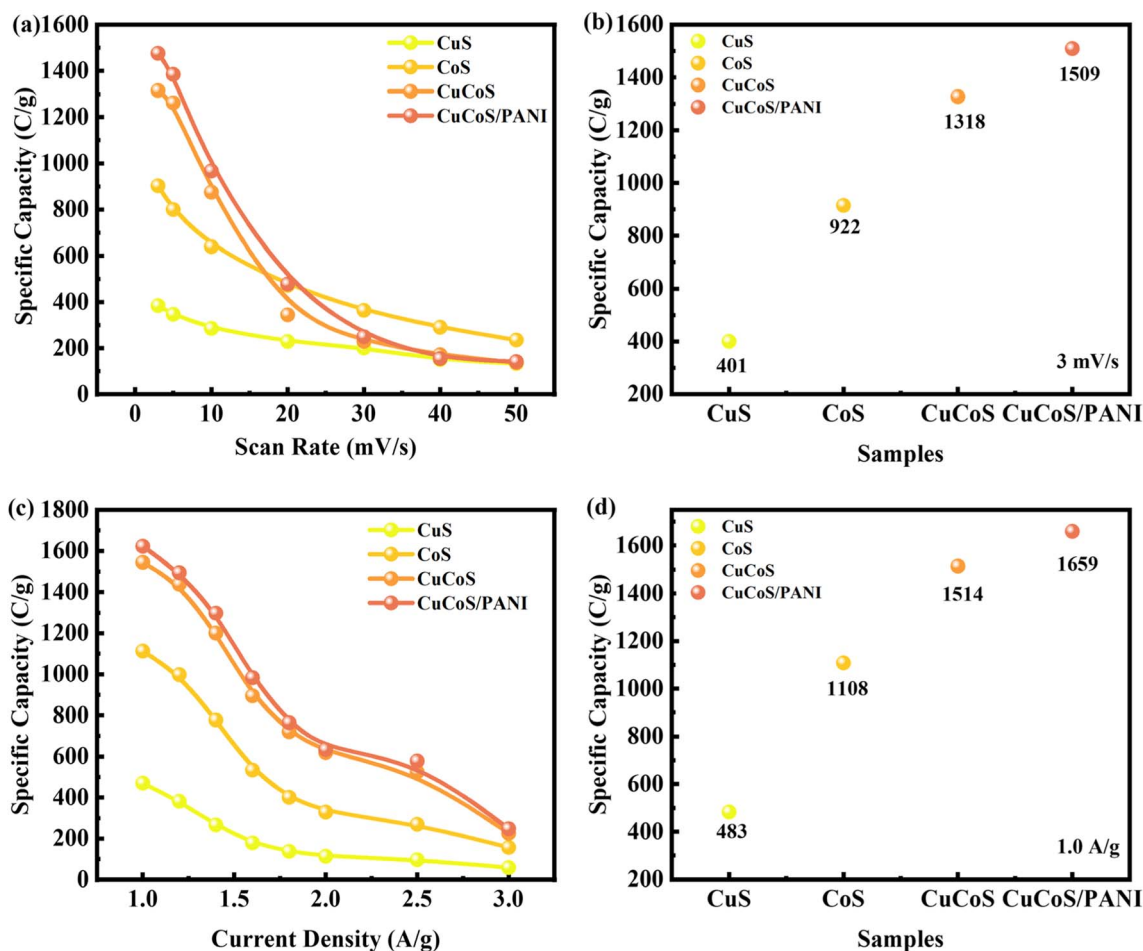 (a)
1600
1400
1200
1000
800
600
400
200
0
Specific Capacity (C/g)
CuS
CoS
CuCoS
CuCoS/PANI
0 10 20 30 40 50
Scan Rate (mV/s)
(b)
1600
1400
1200
1000
800
600
400
200
Specific Capacity (C/g)
CuS
CoS
CuCoS
CuCoS/PANI
1509
1318
922
401
3 mV/s
CuS CoS CuCoS CuCoS/PANI
Samples
(c)
1800
1600
1400
1200
1000
800
600
400
200
0
Specific Capacity (C/g)
CuS
CoS
CuCoS
CuCoS/PANI
1.0 1.5 2.0 2.5 3.0
Current Density (A/g)
(d)
1600
1400
1200
1000
800
600
400
200
Specific Capacity (C/g)
CuS
CoS
CuCoS
CuCoS/PANI
1659
1514
1108
483
1.0 A/g
CuS CoS CuCoS CuCoS/PANI
Samples